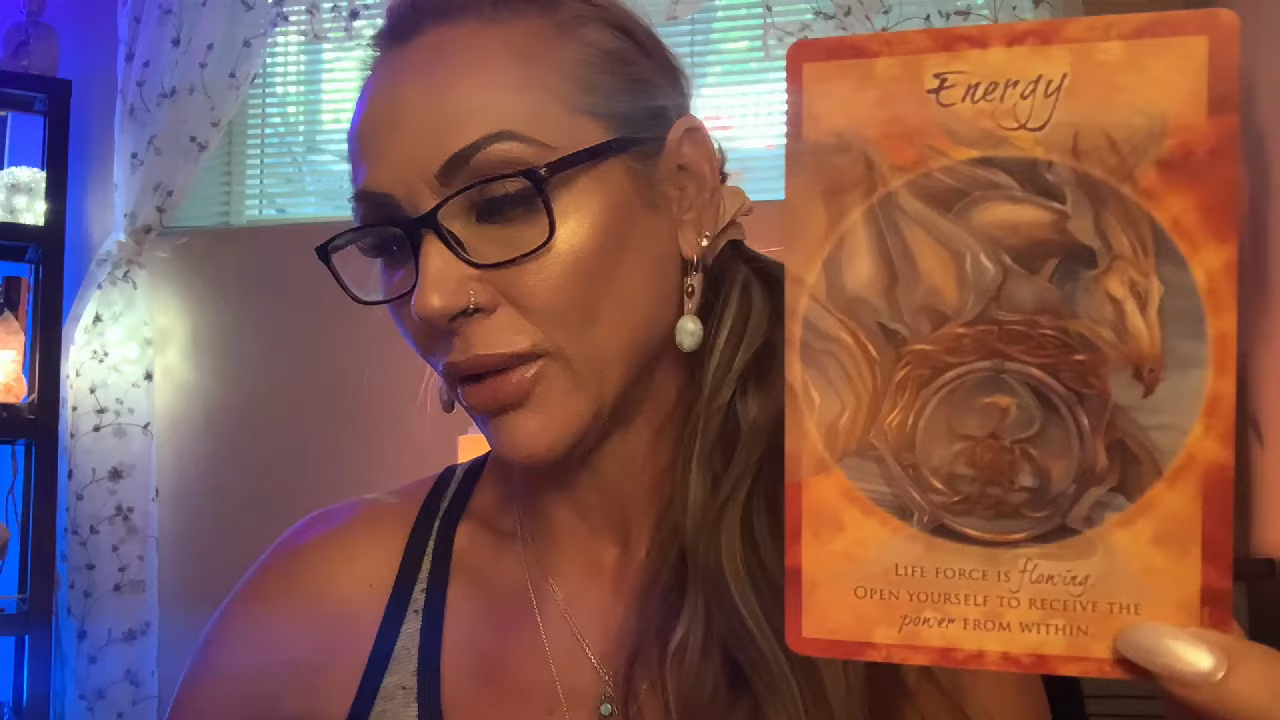 Energy
LIFE FORCE IS flowing.
OPEN YOURSELF TO RECEIVE THE
power FROM WITHIN.